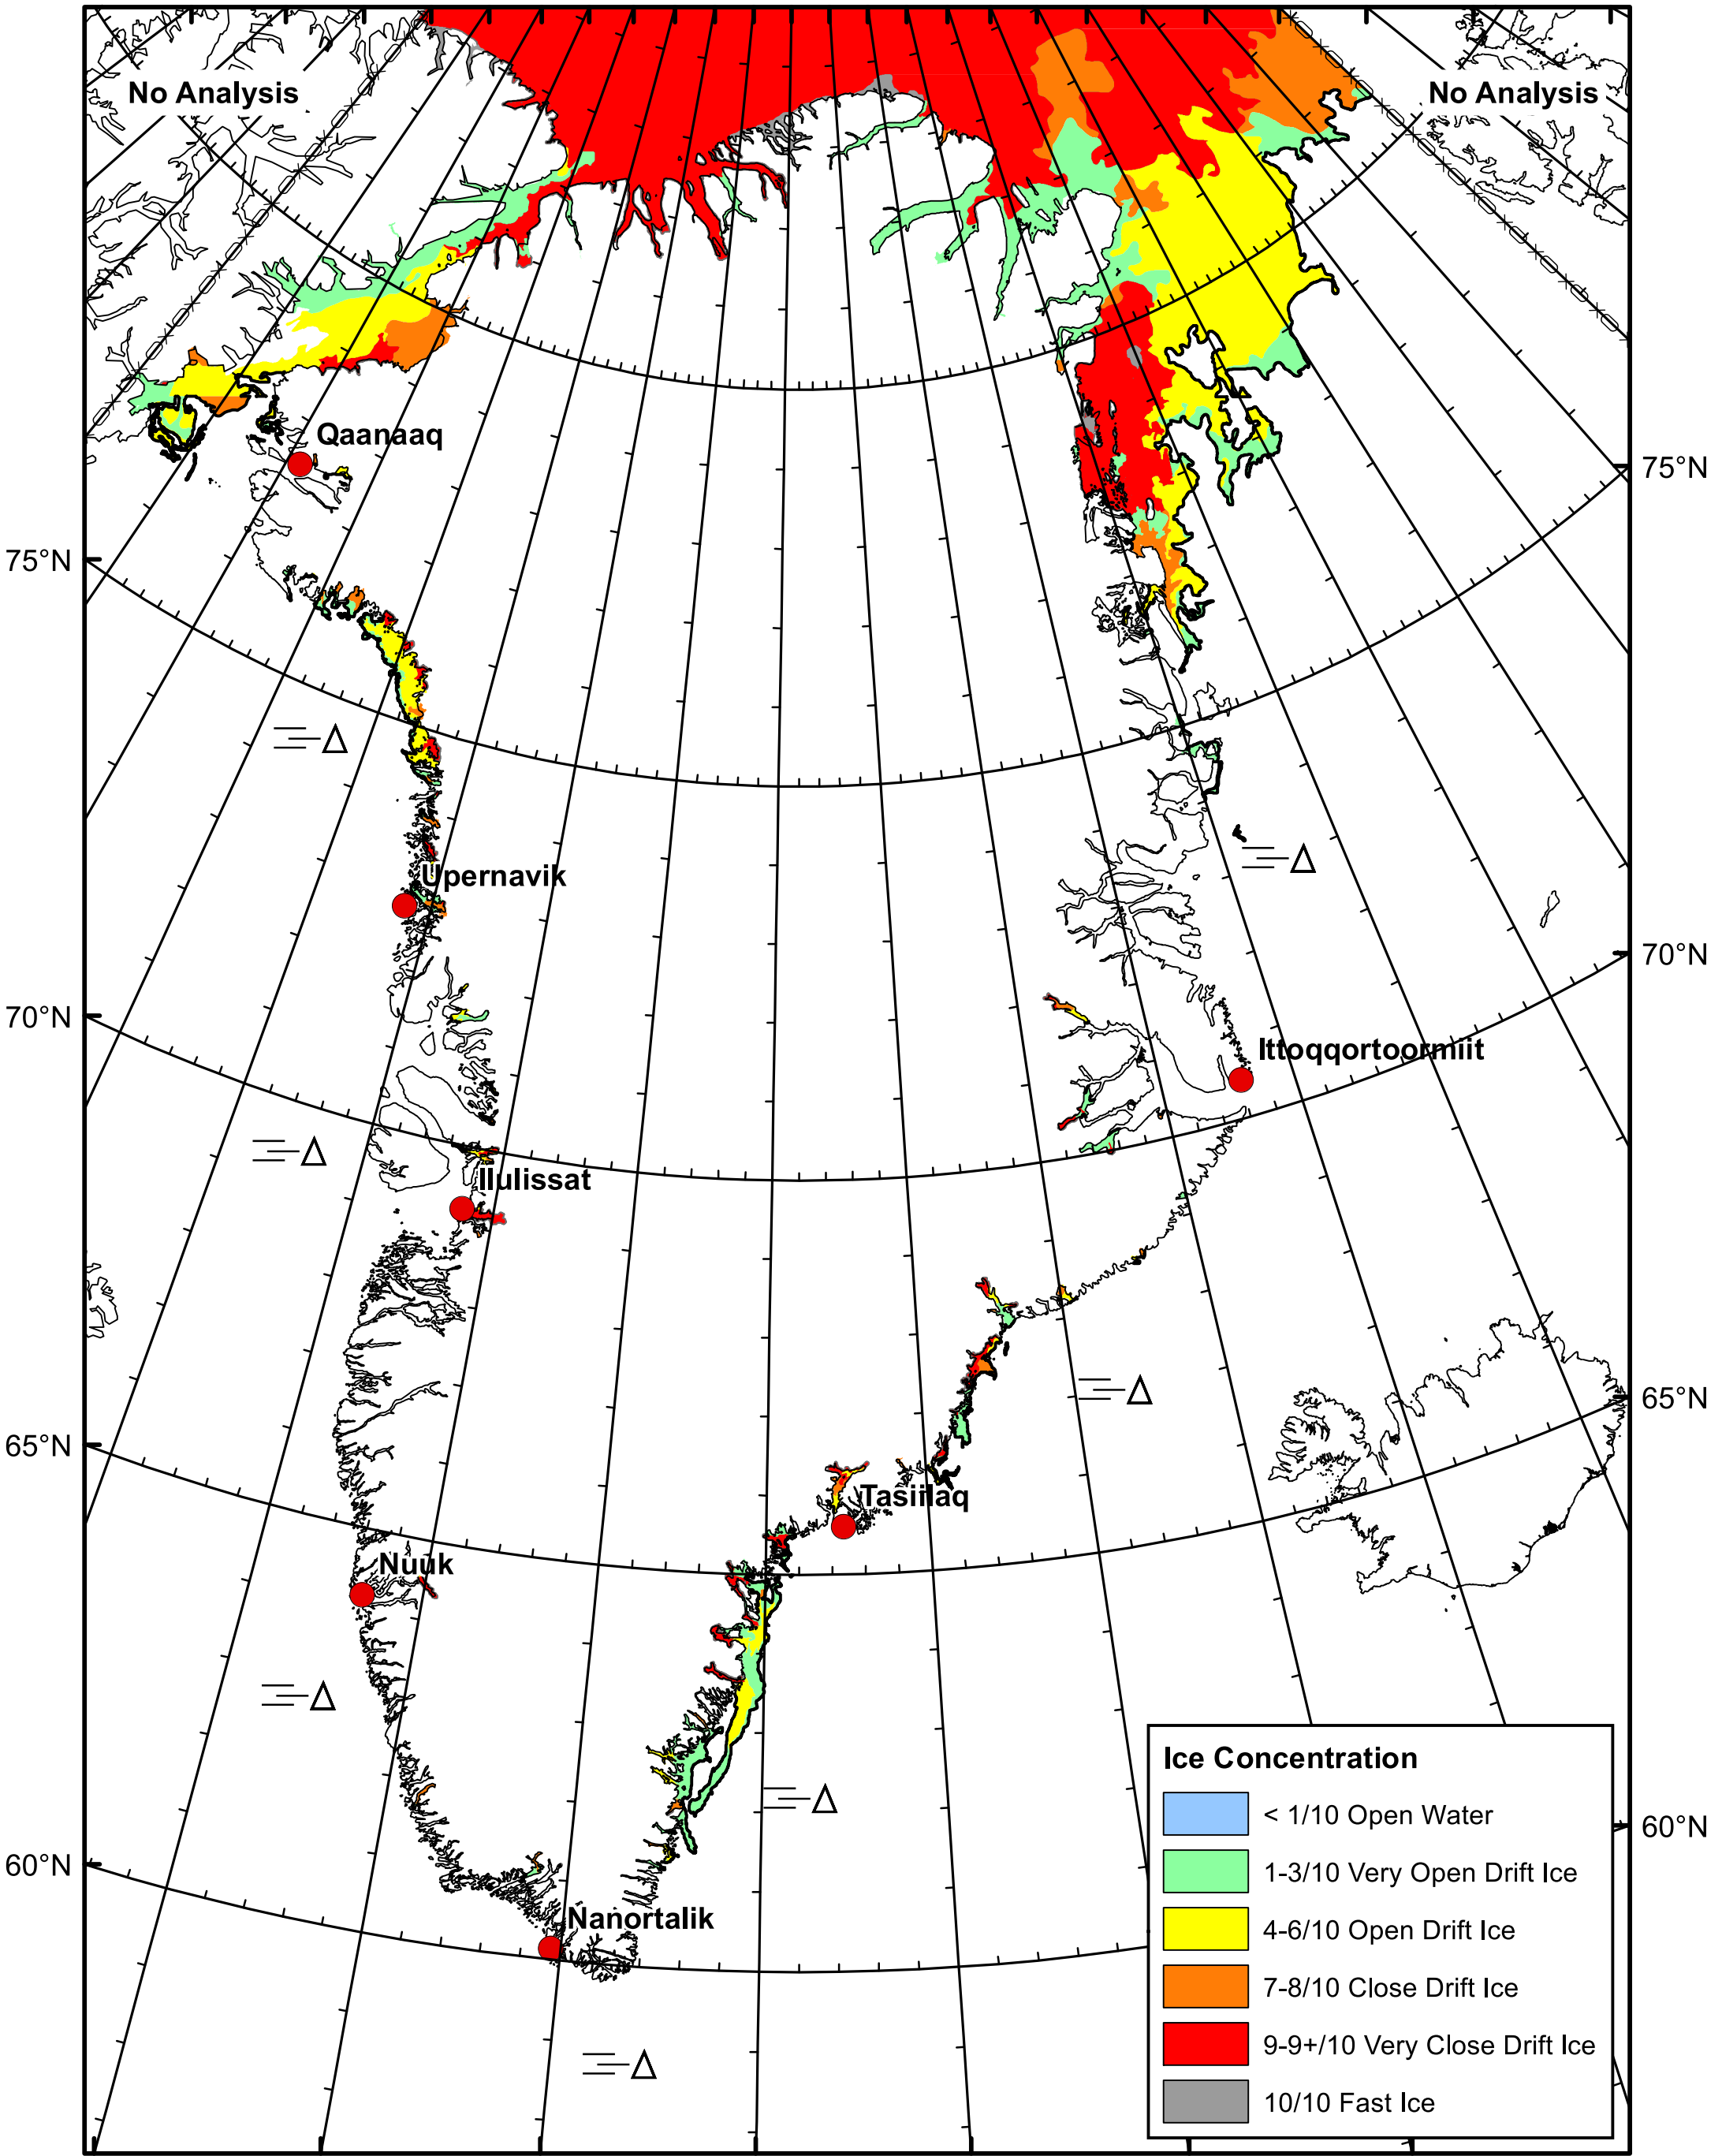 No Analysis
No Analysis
Qaanaaq
75°N
75°N
Upernavik
70°N
70°N
Ittoqqortoormiit
Ilulissat
65°N
65°N
Tasiilaq
Nuuk
60°N
60°N
Nanortalik
Ice Concentration
< 1/10 Open Water
1-3/10 Very Open Drift Ice
4-6/10 Open Drift Ice
7-8/10 Close Drift Ice
9-9+/10 Very Close Drift Ice
10/10 Fast Ice